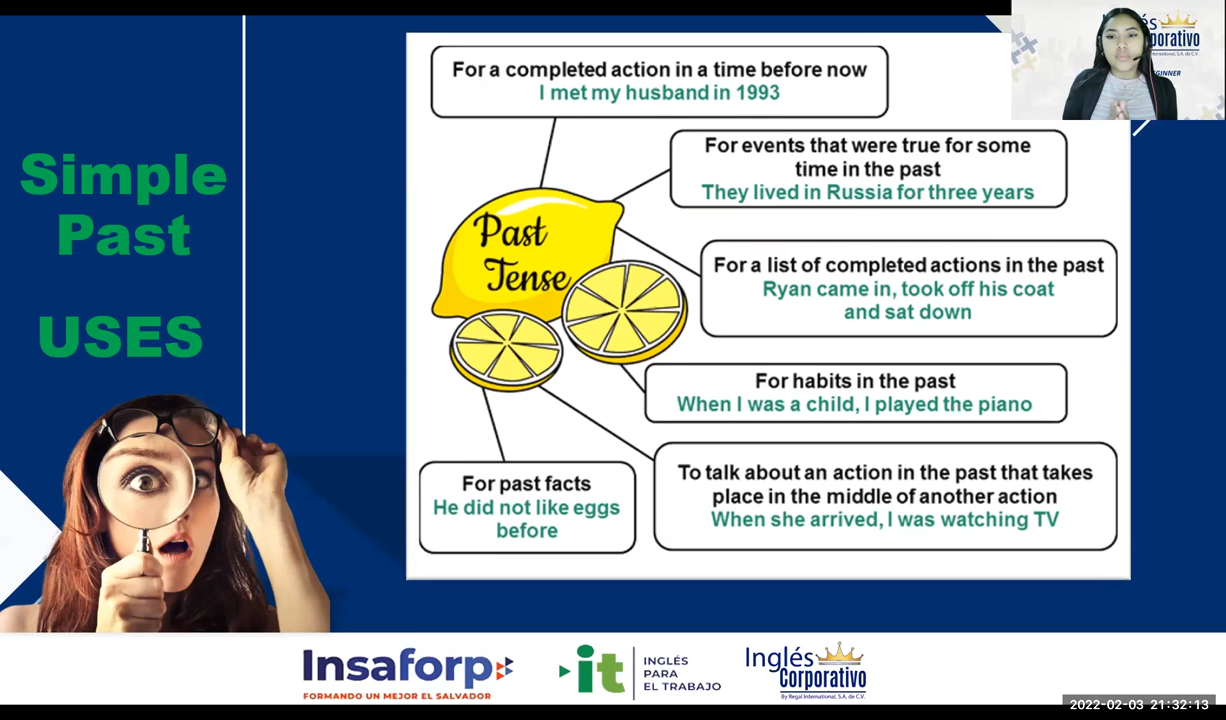 Simple
Past
USES
For a completed action in a time before now
I met my husband in 1993
For events that were true for some
time in the past
They lived in Russia for three years
For a list of completed actions in the past
Ryan came in, took off his coat
and sat down
For habits in the past
When I was a child, I played the piano
To talk about an action in the past that takes
place in the middle of another action
When she arrived, I was watching TV
For past facts
He did not like eggs
before
Past
Tense
Insaforp
FORMANDO UN MEJOR EL SALVADOR
it
INGLÉS
PARA
EL TRABAJO
Inglés
Corporativo
By Regal International, S.A. de C.V.
2022-02-03 21:32:13